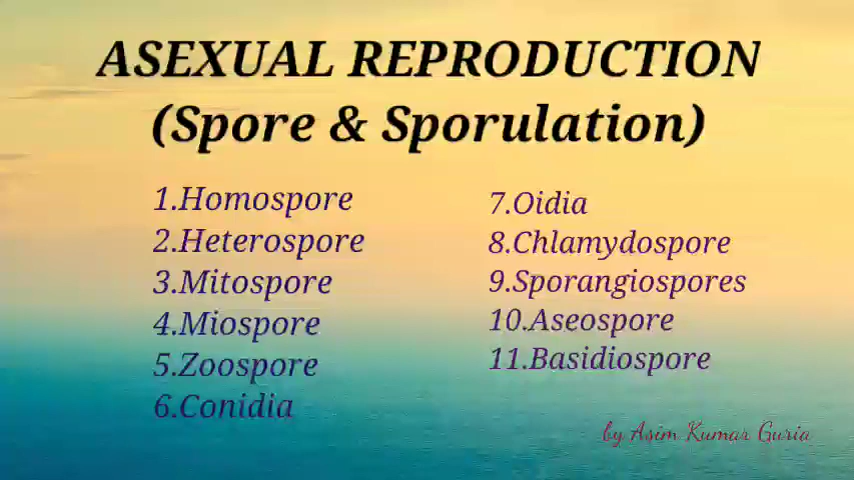 ASEXUAL REPRODUCTION
(Spore & Sporulation)
1.Homospore
2.Heterospore
3.Mitospore
4.Miospore
5.Zoospore
6.Conidia
7.Oidia
8.Chlamydospore
9.Sporangiospores
10.Aseospore
11.Basidiospore
by Asim Kumar Guria